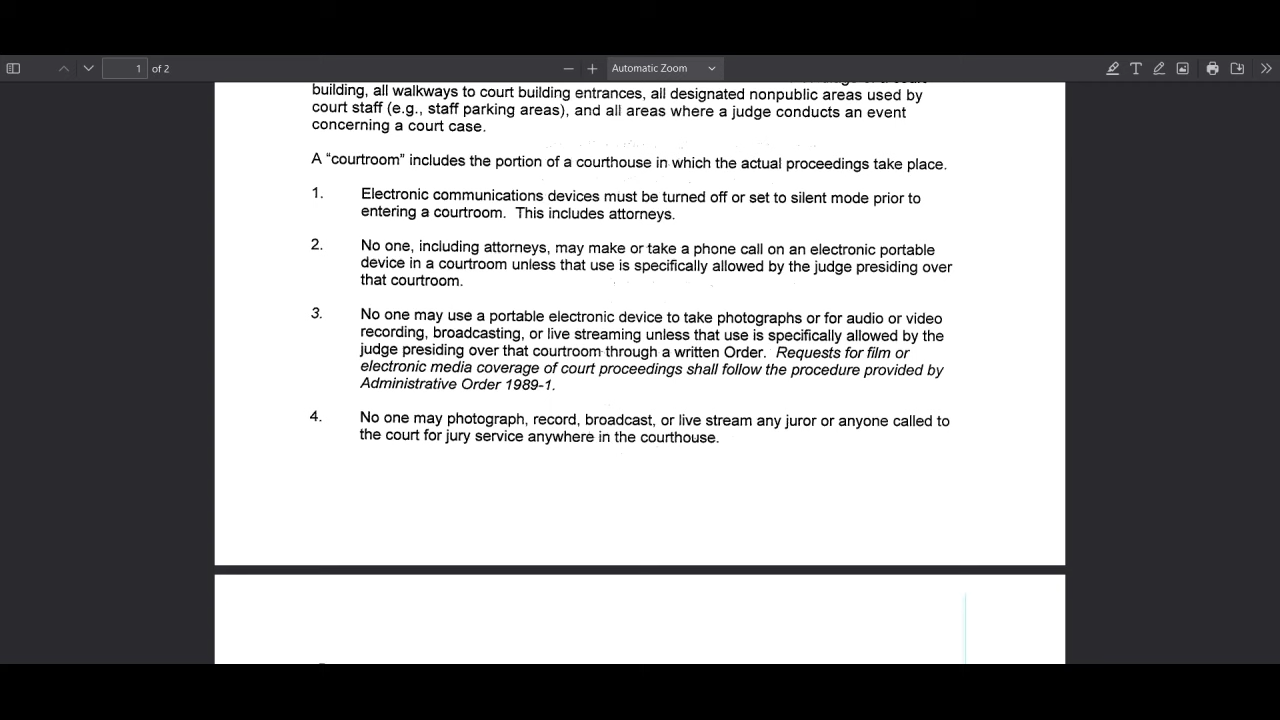 1 of 2
Automatic Zoom
building, all walkways to court building entrances, all designated nonpublic areas used by
court staff (e.g., staff parking areas), and all areas where a judge conducts an event
concerning a court case.
A “courtroom” includes the portion of a courthouse in which the actual proceedings take place.
1. Electronic communications devices must be turned off or set to silent mode prior to
entering a courtroom. This includes attorneys.
2. No one, including attorneys, may make or take a phone call on an electronic portable
device in a courtroom unless that use is specifically allowed by the judge presiding over
that courtroom.
3. No one may use a portable electronic device to take photographs or for audio or video
recording, broadcasting, or live streaming unless that use is specifically allowed by the
judge presiding over that courtroom through a written Order. Requests for film or
electronic media coverage of court proceedings shall follow the procedure provided by
Administrative Order 1989-1.
4. No one may photograph, record, broadcast, or live stream any juror or anyone called to
the court for jury service anywhere in the courthouse.